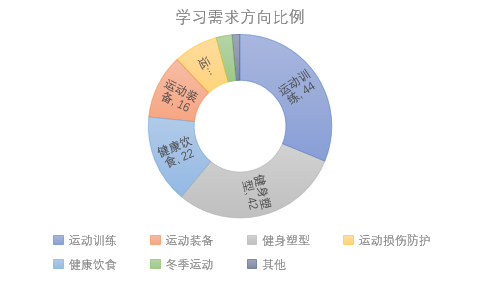 学习需求方向比例
运动训
练, 44
健身塑
型, 42
健康饮
食, 22
运动装
备, 16
运…
运动训练
运动装备
健身塑型
运动损伤防护
健康饮食
冬季运动
其他